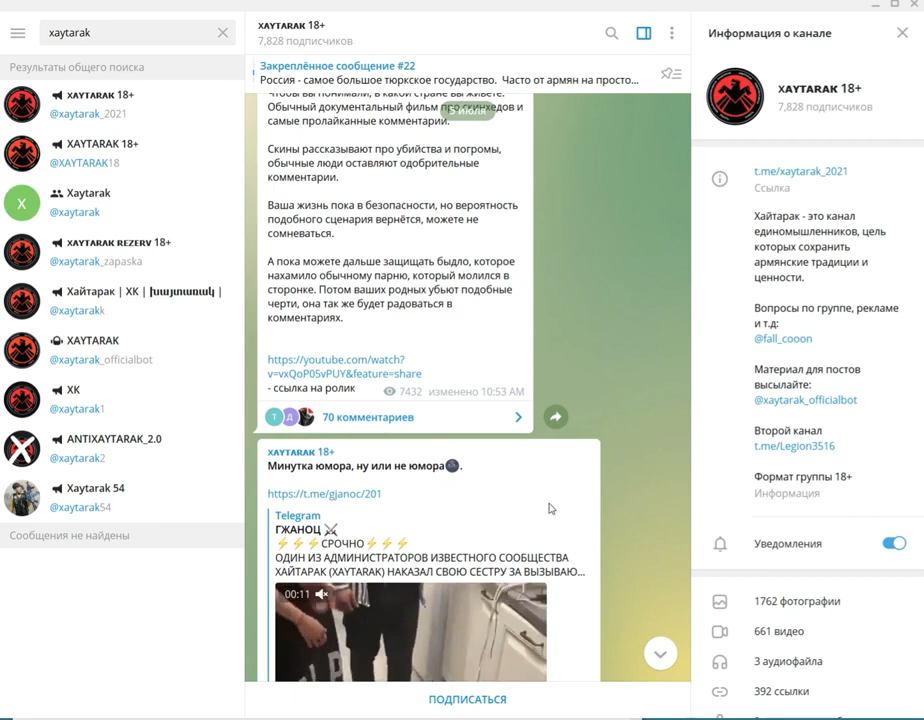 xaytarak
Результаты общего поиска
XAYTARAK 18+
@xaytarak_2021
XAYTARAK 18+
@XAYTARAK18
Xaytarak
@xaytarak
XAYTARAK REZERV 18+
@xaytarak_zapaska
Хайтарак | ХК | խայտառակ |
@xaytarakk
XAYTARAK
@xaytarak_officialbot
ХК
@xaytarak1
ANTIXAYTARAK_2.0
@xaytarak2
Xaytarak 54
@xaytarak54
Сообщения не найдены
XAYTARAK 18+
7,828 подписчиков
Закреплённое сообщение #22
Россия - самое большое тюркское государство. Часто от армян на просто...
Чтобы вы понимали, в какой стране вы живете.
5 июля
Обычный документальный фильм про скинхедов и
самые пролайканные комментарии.
Скины рассказывают про убийства и погромы,
обычные люди оставляют одобрительные
комментарии.
Ваша жизнь пока в безопасности, но вероятность
подобного сценария вернётся, можете не
сомневаться.
А пока можете дальше защищать быдло, которое
нахамило обычному парню, который молился в
сторонке. Потом ваших родных убьют подобные
черти, она так же будет радоваться в
комментариях.
https://youtube.com/watch?
v=vxQoP05vPUY&feature=share
- ссылка на ролик
7432 изменено 10:53 AM
Т Д 70 комментариев
XAYTARAK 18+
Минутка юмора, ну или не юмора🌚.
https://t.me/gjanoc/201
Telegram
ГЖАНОЦ ⚔
⚡⚡⚡СРОЧНО⚡⚡⚡
ОДИН ИЗ АДМИНИСТРАТОРОВ ИЗВЕСТНОГО СООБЩЕСТВА
ХАЙТАРАК (XAYTARAK) НАКАЗАЛ СВОЮ СЕСТРУ ЗА ВЫЗЫВАЮ...
00:11
ПОДПИСАТЬСЯ
Информация о канале
XAYTARAK 18+
7,828 подписчиков
t.me/xaytarak_2021
Ссылка
Хайтарак - это канал
единомышленников, цель
которых сохранить
армянские традиции и
ценности.
Вопросы по группе, рекламе
и т.д:
@fall_cooon
Материал для постов
высылайте:
@xaytarak_officialbot
Второй канал
t.me/Legion3516
Формат группы 18+
Информация
Уведомления
1762 фотографии
661 видео
3 аудиофайла
392 ссылки